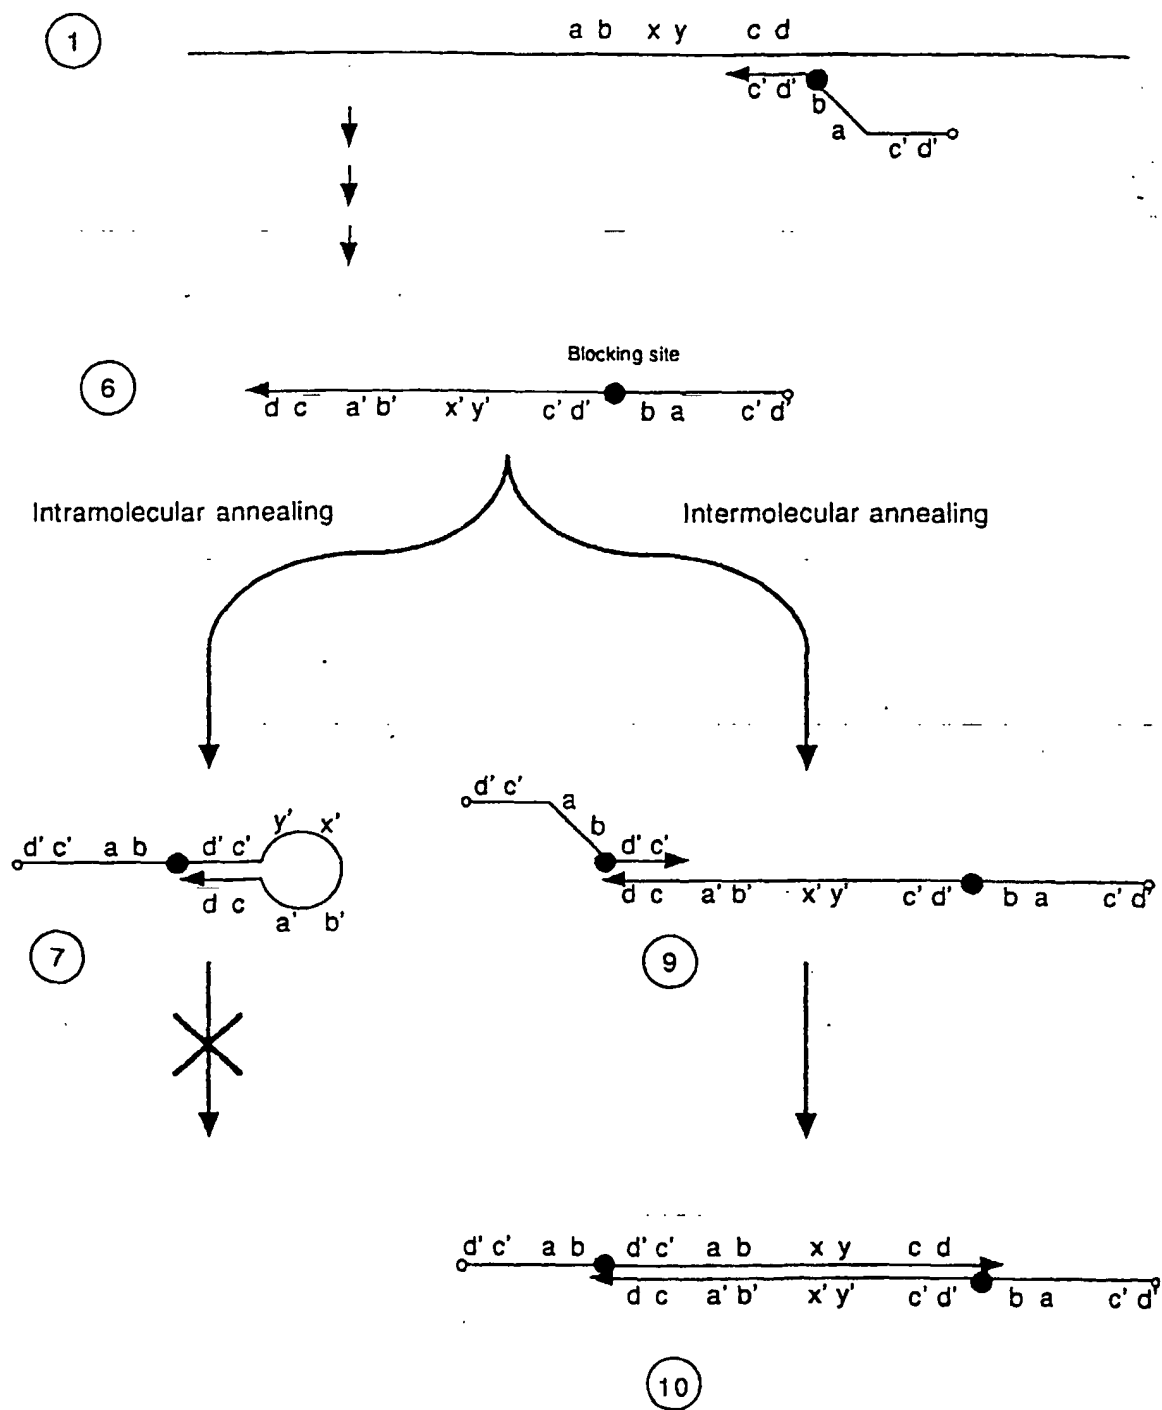 1
a b x y c d
c' d'
b
a
c' d'
Blocking site
6
d c a' b' x' y' c' d' b a c' d'
Intramolecular annealing
Intermolecular annealing
d' c' a b d' c' y' x'
d c a' b'
7
d' c' a
b
d' c'
d c a' b' x' y' c' d' b a c' d'
9
d' c' a b d' c' a b x y c d
d c a' b' x' y' c' d' b a c' d'
10